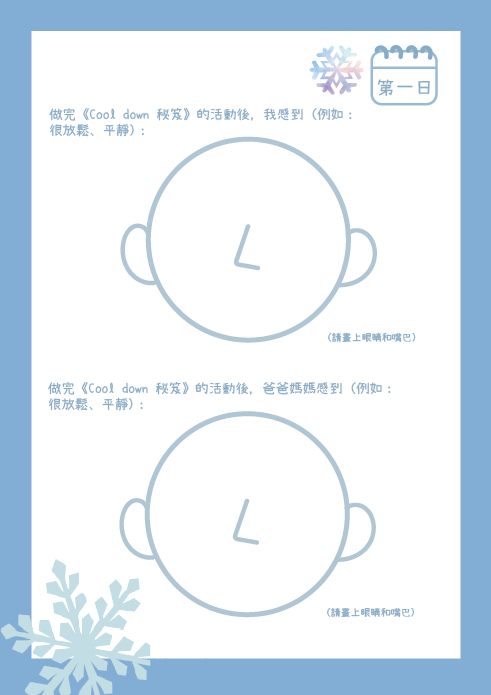 第一日
做完《Cool down 秘笈》的活動後，我感到（例如：
很放鬆、平靜）：
（請畫上眼睛和嘴巴）
做完《Cool down 秘笈》的活動後，爸爸媽媽感到（例如：
很放鬆、平靜）：
（請畫上眼睛和嘴巴）